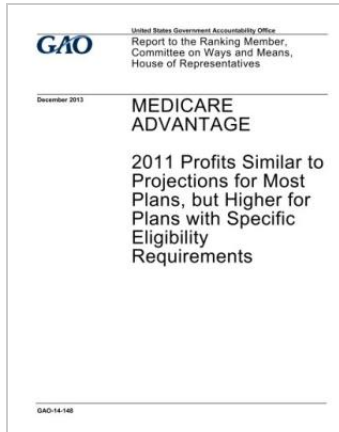 GAO
United States Government Accountability Office
Report to the Ranking Member,
Committee on Ways and Means,
House of Representatives
December 2013
MEDICARE
ADVANTAGE
2011 Profits Similar to
Projections for Most
Plans, but Higher for
Plans with Specific
Eligibility
Requirements
GAO-14-148